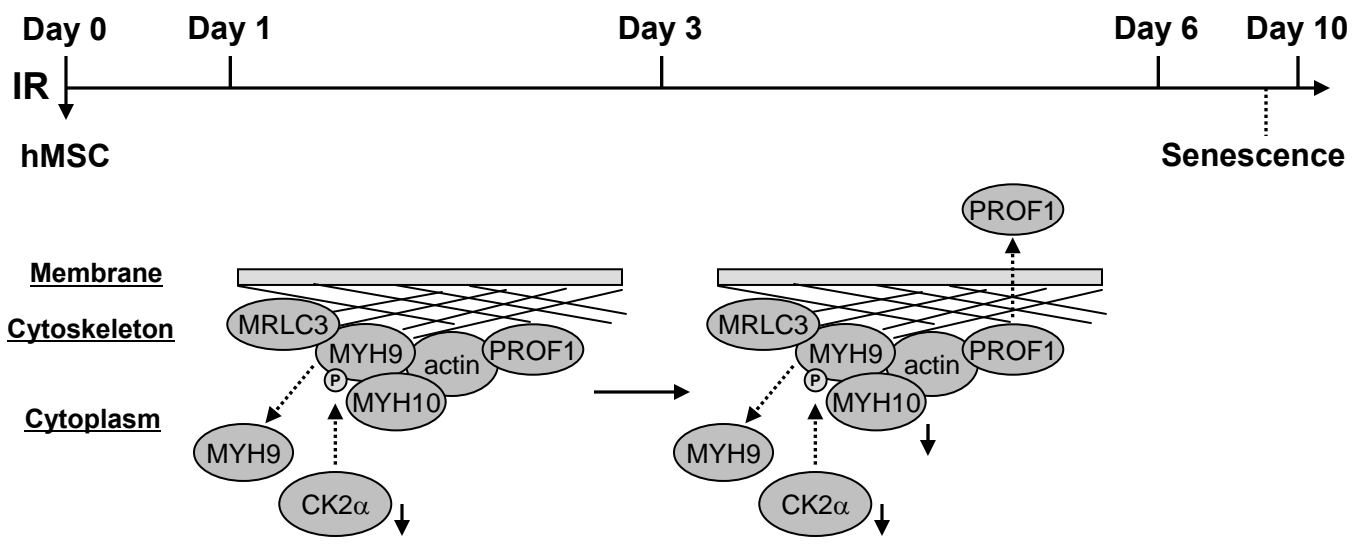 Day 0 Day 1 Day 3 Day 6 Day 10
IR
hMSC Senescence
PROF1
Membrane
Cytoskeleton
MRLC3 MYH9 actin PROF1
P
MYH10
Cytoplasm
MYH9
CK2α
MRLC3 MYH9 actin PROF1
P
MYH10
MYH9
CK2α